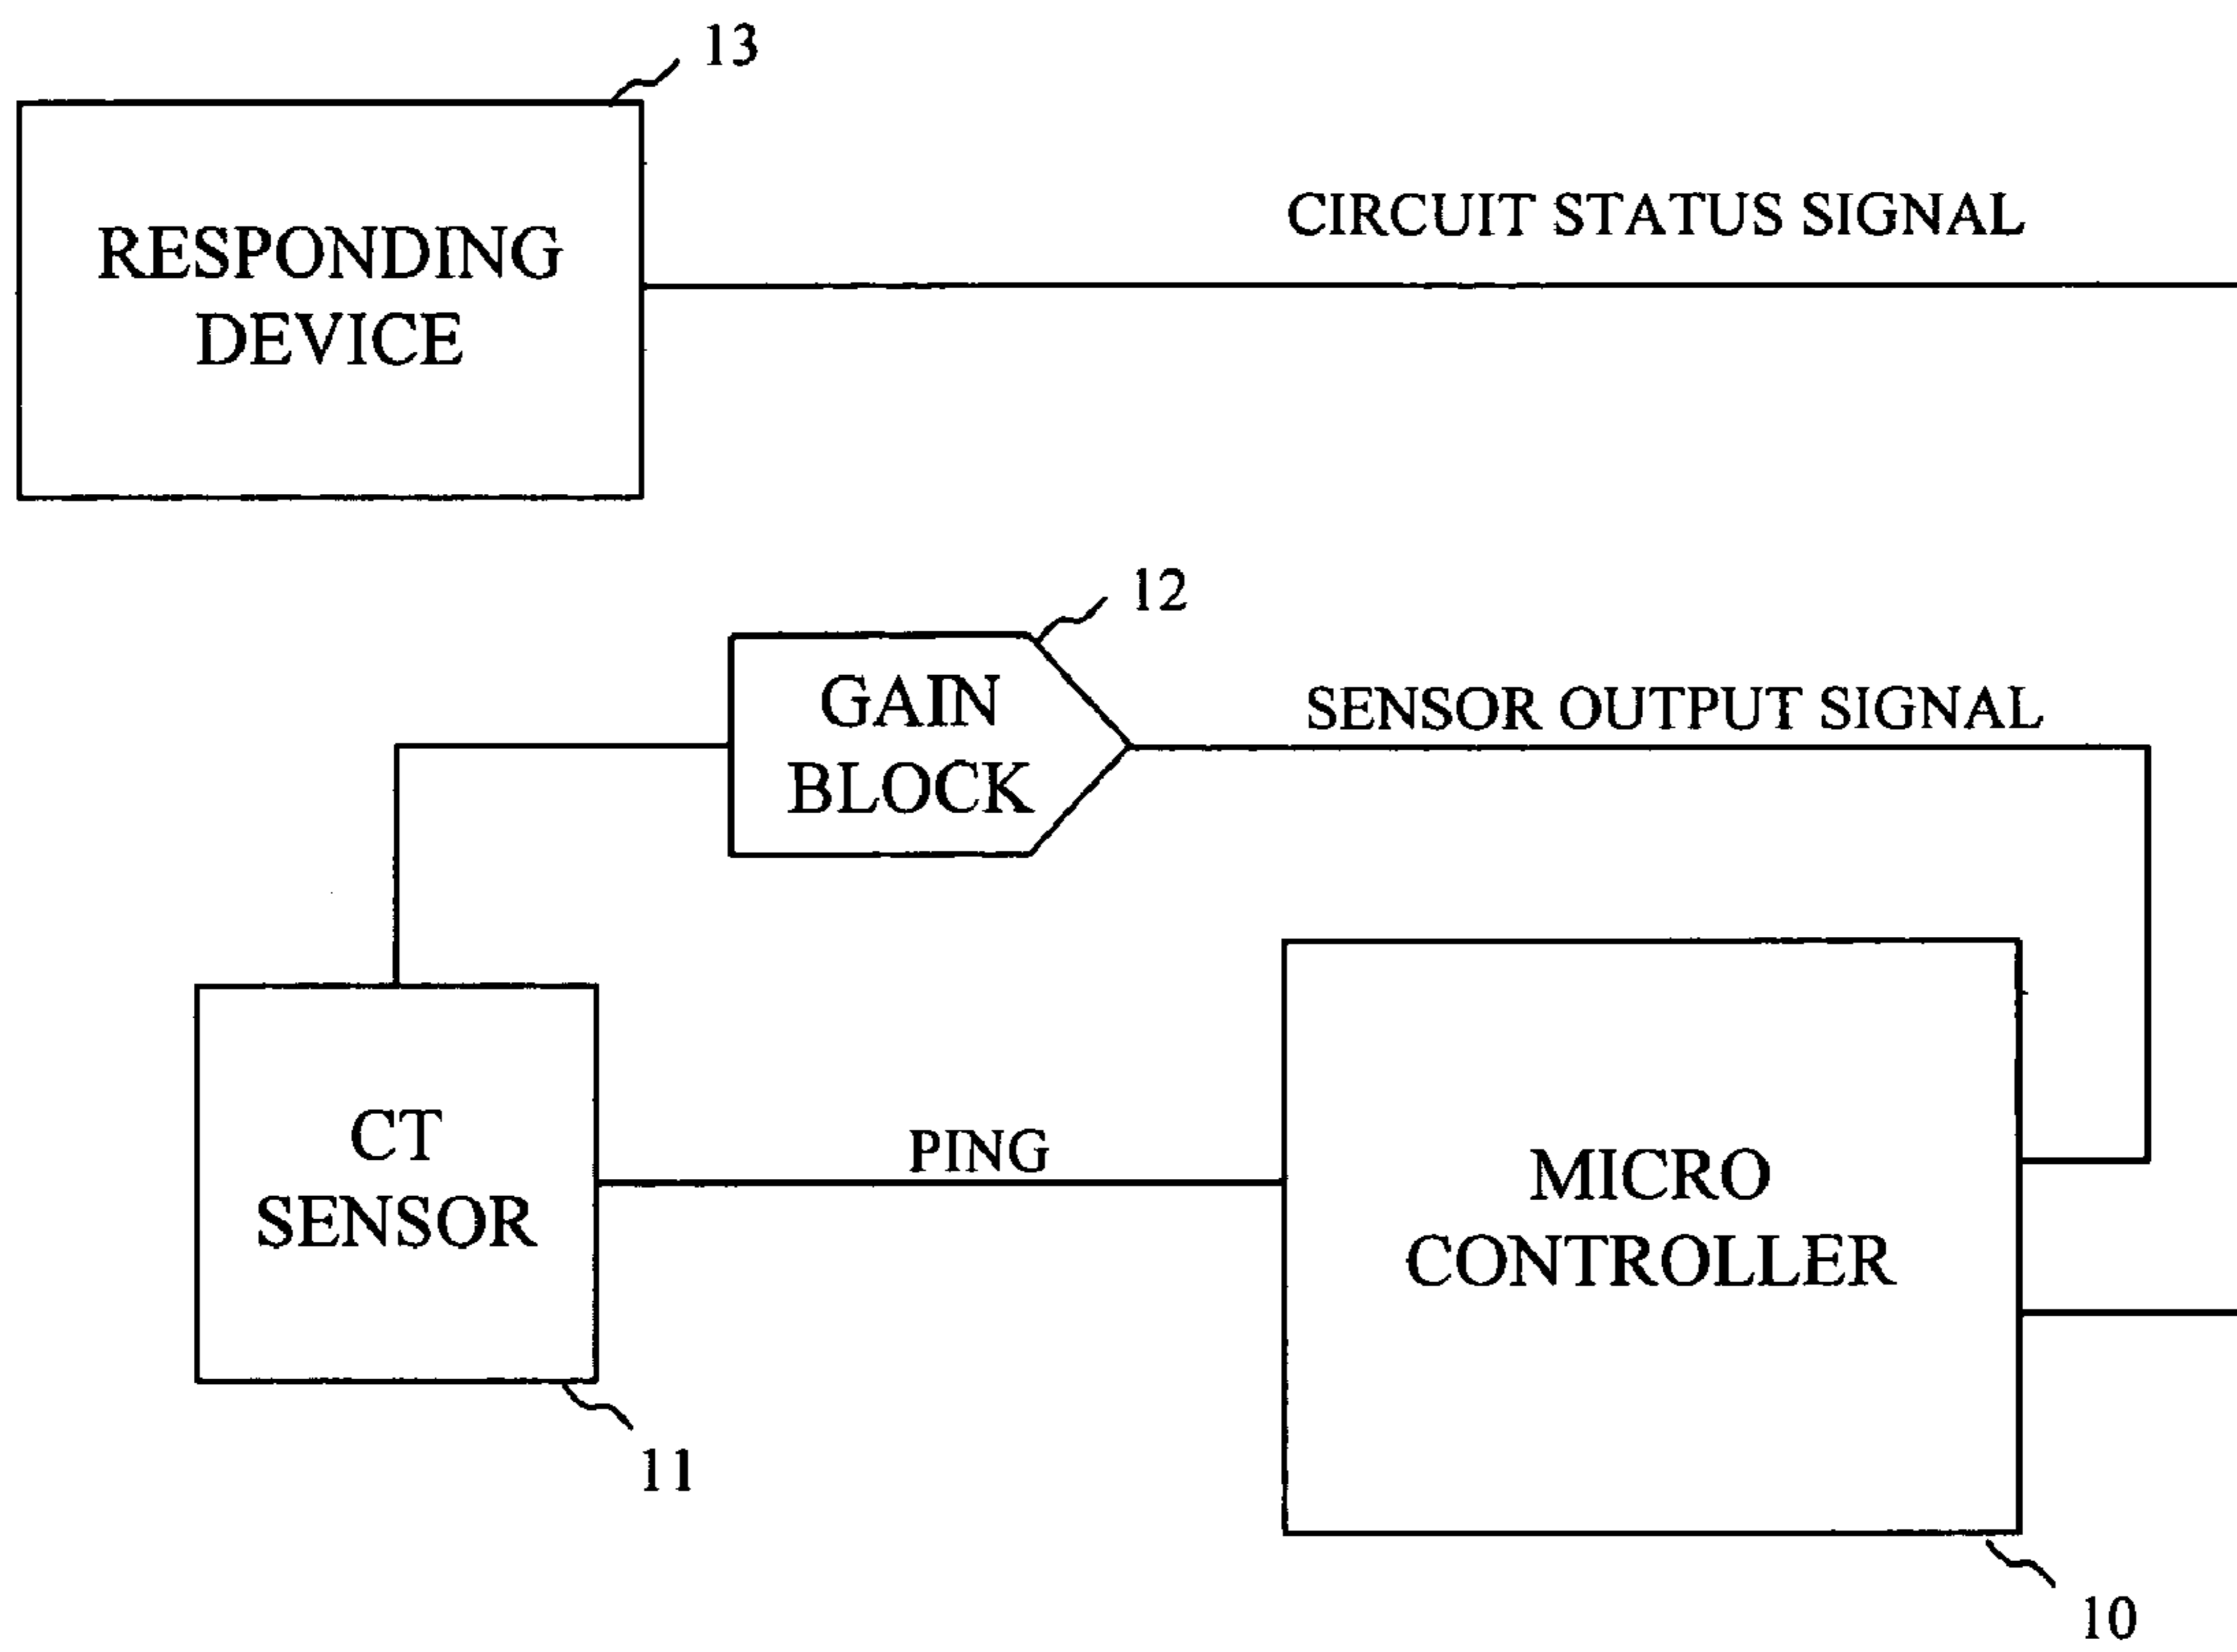 13
RESPONDING
DEVICE
CIRCUIT STATUS SIGNAL
12
GAIN
BLOCK
SENSOR OUTPUT SIGNAL
CT
SENSOR
PING
MICRO
CONTROLLER
11
10